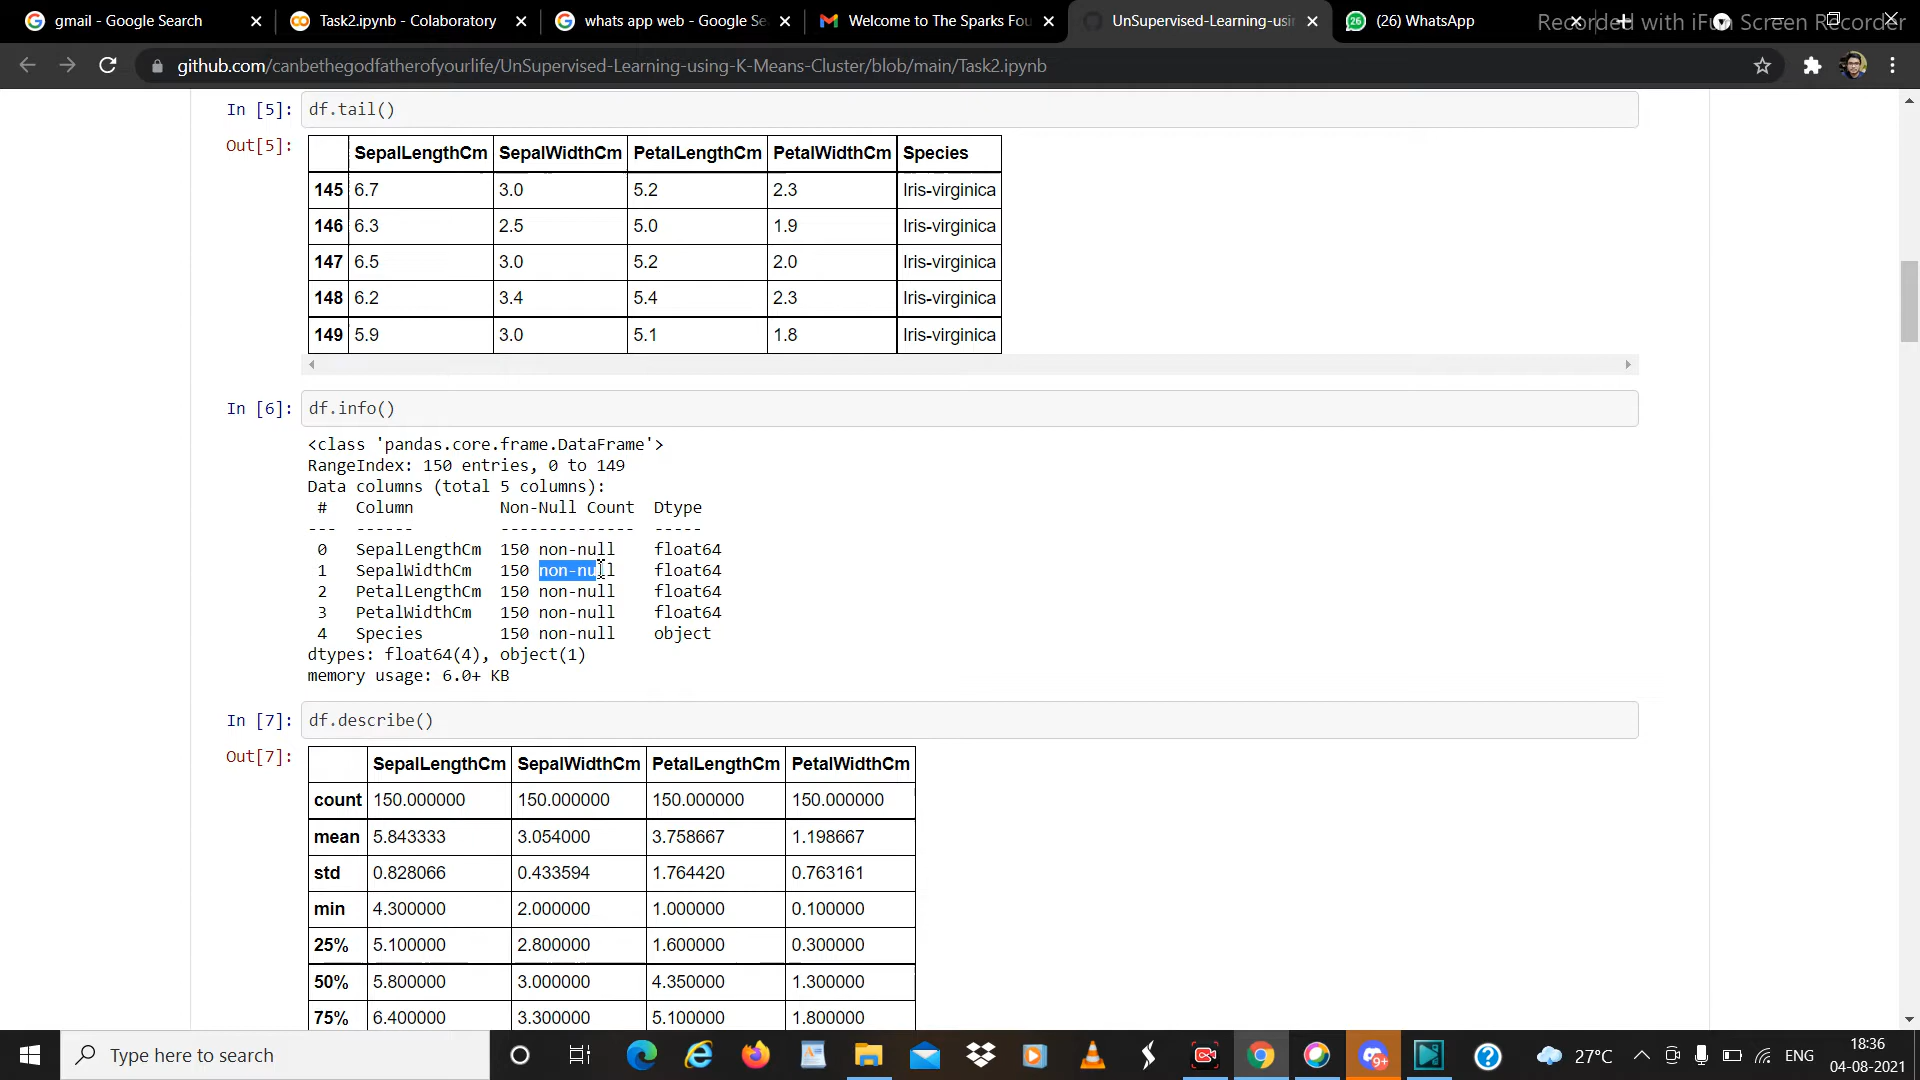 gmail - Google Search
Task2.ipynb - Colaboratory
whats app web - Google Se
Welcome to The Sparks Fou
UnSupervised-Learning-usi
(26) WhatsApp
Recorded with iFun Screen Recorder
github.com/canbethegodfatherofyourlife/UnSupervised-Learning-using-K-Means-Cluster/blob/main/Task2.ipynb
In [5]: df.tail()
Out[5]:
SepalLengthCm SepalWidthCm PetalLengthCm PetalWidthCm Species
145 6.7 3.0 5.2 2.3 Iris-virginica
146 6.3 2.5 5.0 1.9 Iris-virginica
147 6.5 3.0 5.2 2.0 Iris-virginica
148 6.2 3.4 5.4 2.3 Iris-virginica
149 5.9 3.0 5.1 1.8 Iris-virginica
In [6]: df.info()
<class 'pandas.core.frame.DataFrame'>
RangeIndex: 150 entries, 0 to 149
Data columns (total 5 columns):
# Column Non-Null Count Dtype
--- ------ -------------- -----
0 SepalLengthCm 150 non-null float64
1 SepalWidthCm 150 non-null float64
2 PetalLengthCm 150 non-null float64
3 PetalWidthCm 150 non-null float64
4 Species 150 non-null object
dtypes: float64(4), object(1)
memory usage: 6.0+ KB
In [7]: df.describe()
Out[7]:
SepalLengthCm SepalWidthCm PetalLengthCm PetalWidthCm
count 150.000000 150.000000 150.000000 150.000000
mean 5.843333 3.054000 3.758667 1.198667
std 0.828066 0.433594 1.764420 0.763161
min 4.300000 2.000000 1.000000 0.100000
25% 5.100000 2.800000 1.600000 0.300000
50% 5.800000 3.000000 4.350000 1.300000
75% 6.400000 3.300000 5.100000 1.800000
Type here to search
9+
27°C
ENG
18:36
04-08-2021